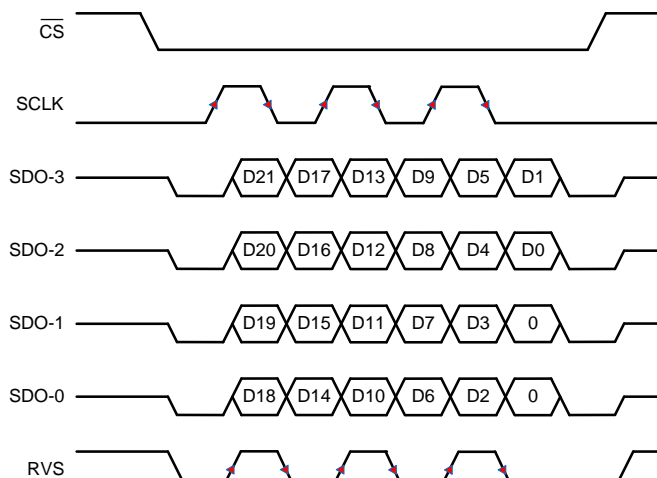 CS
SCLK
SDO-3 D21 D17 D13 D9 D5 D1
SDO-2 D20 D16 D12 D8 D4 D0
SDO-1 D19 D15 D11 D7 D3 0
SDO-0 D18 D14 D10 D6 D2 0
RVS